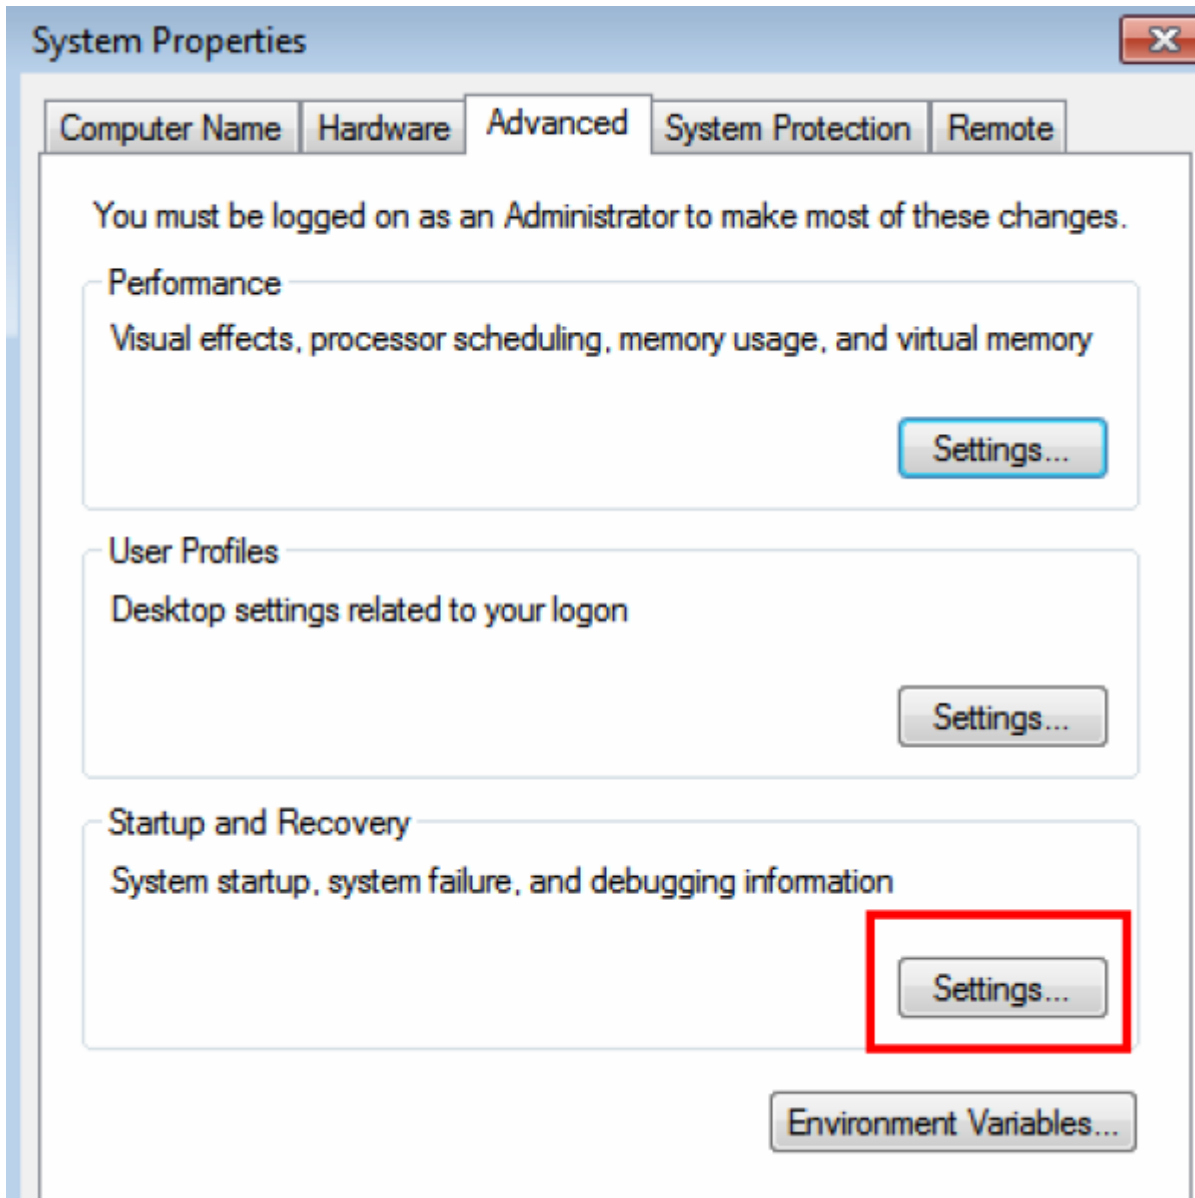 System Properties
Computer Name Hardware Advanced System Protection Remote
You must be logged on as an Administrator to make most of these changes.
Performance
Visual effects, processor scheduling, memory usage, and virtual memory
Settings...
User Profiles
Desktop settings related to your logon
Settings...
Startup and Recovery
System startup, system failure, and debugging information
Settings...
Environment Variables...